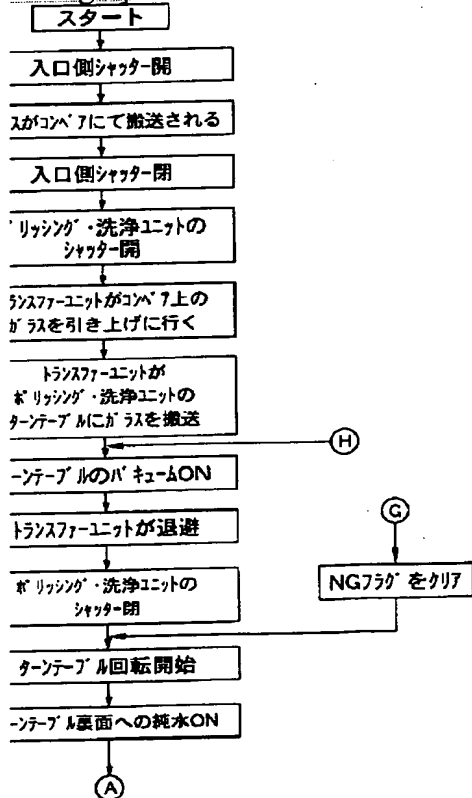 スタート
入口側シャッター開
スがコンベアにて搬送される
入口側シャッター閉
リッシング・洗浄ユニットの
シャッター開
ランスファーユニットがコンベア上の
ガラスを引き上げに行く
トランスファーユニットが
ポリッシング・洗浄ユニットの
ターンテーブルにガラスを搬送
H
ーンテーブルのバキュームON
トランスファーユニットが退避
G
ポリッシング・洗浄ユニットの
シャッター閉
NGフラグをクリア
ターンテーブル回転開始
ーンテーブル裏面への純水ON
A